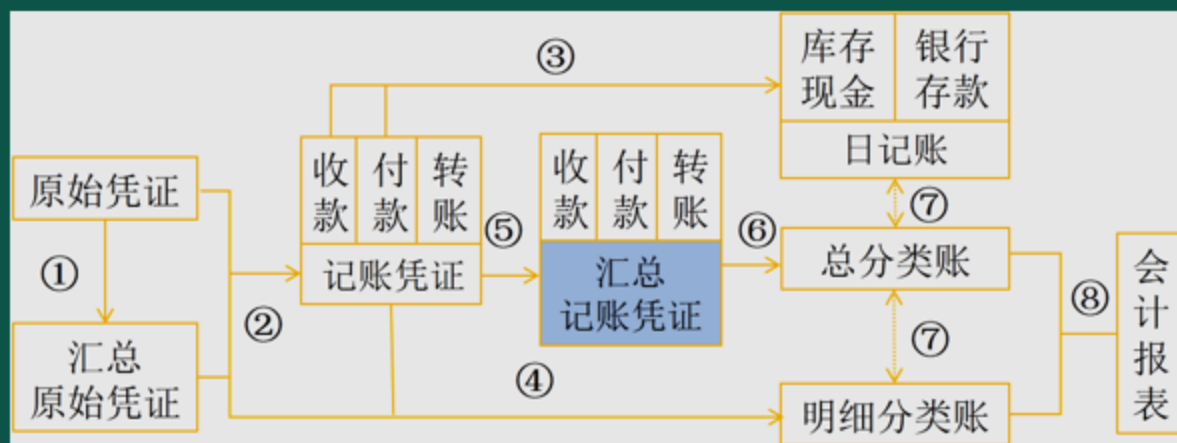 原始凭证
①
汇总
原始凭证
②
收款
付款
转账
记账凭证
③
④
⑤
收款
付款
转账
汇总
记账凭证
⑥
库存
现金
银行
存款
日记账
⑦
总分类账
⑦
明细分类账
⑧
会计报表